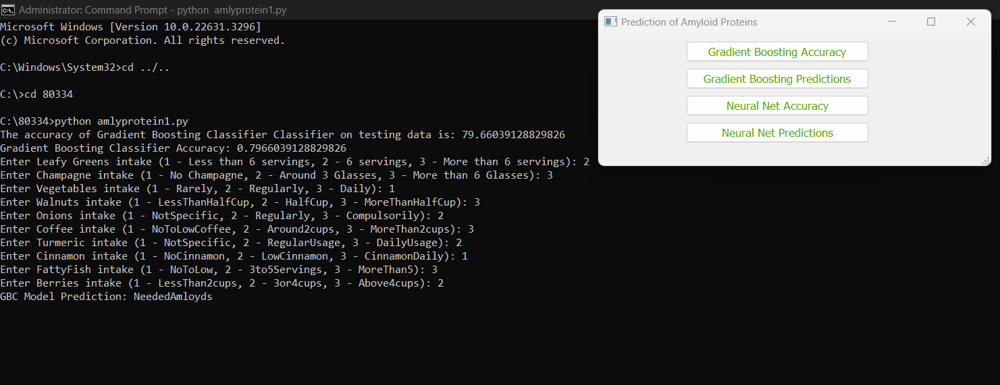 Administrator: Command Prompt - python  amlyprotein1.py
Microsoft Windows [Version 10.0.22631.3296]
(c) Microsoft Corporation. All rights reserved.
C:\Windows\System32>cd ../..
C:\>cd 80334
C:\80334>python amlyprotein1.py
The accuracy of Gradient Boosting Classifier Classifier on testing data is: 79.66039128829826
Gradient Boosting Classifier Accuracy: 0.7966039128829826
Enter Leafy Greens intake (1 - Less than 6 servings, 2 - 6 servings, 3 - More than 6 servings): 2
Enter Champagne intake (1 - No Champagne, 2 - Around 3 Glasses, 3 - More than 6 Glasses): 3
Enter Vegetables intake (1 - Rarely, 2 - Regularly, 3 - Daily): 1
Enter Walnuts intake (1 - LessThanHalfCup, 2 - HalfCup, 3 - MoreThanHalfCup): 3
Enter Onions intake (1 - NotSpecific, 2 - Regularly, 3 - Compulsorily): 2
Enter Coffee intake (1 - NoToLowCoffee, 2 - Around2cups, 3 - MoreThan2cups): 3
Enter Turmeric intake (1 - NotSpecific, 2 - RegularUsage, 3 - DailyUsage): 2
Enter Cinnamon intake (1 - NoCinnamon, 2 - LowCinnamon, 3 - CinnamonDaily): 1
Enter FattyFish intake (1 - NoToLow, 2 - 3to5Servings, 3 - MoreThan5): 3
Enter Berries intake (1 - LessThan2cups, 2 - 3or4cups, 3 - Above4cups): 2
GBC Model Prediction: NeededAmloyds
Prediction of Amyloid Proteins
Gradient Boosting Accuracy
Gradient Boosting Predictions
Neural Net Accuracy
Neural Net Predictions